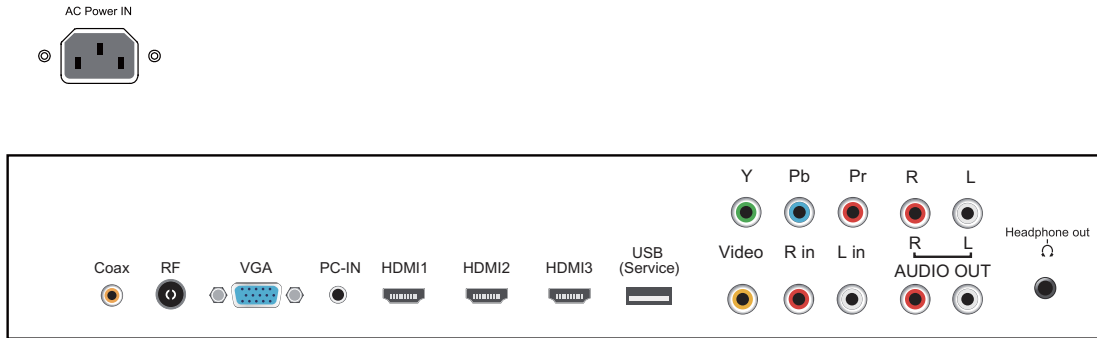 AC Power IN
Y Pb Pr R L
Headphone out
Video R in L in R L
AUDIO OUT
Coax RF VGA PC-IN HDMI1 HDMI2 HDMI3 USB
(Service)